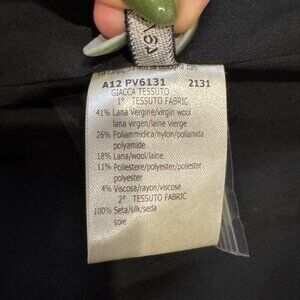 A12 PV6131 2131
GIACCA TESSUTO
1° TESSUTO FABRIC
41% Lana Vergine/virgin wool
lana virgen/laine vierge
26% Poliammidica/nylon/poliamida
polyamide
18% Lana/wool/laine
11% Poliestere/polyester/poliester
polyester
4% Viscosa/rayon/viscose
2° TESSUTO FABRIC
100% Seta/silk/seda
soie